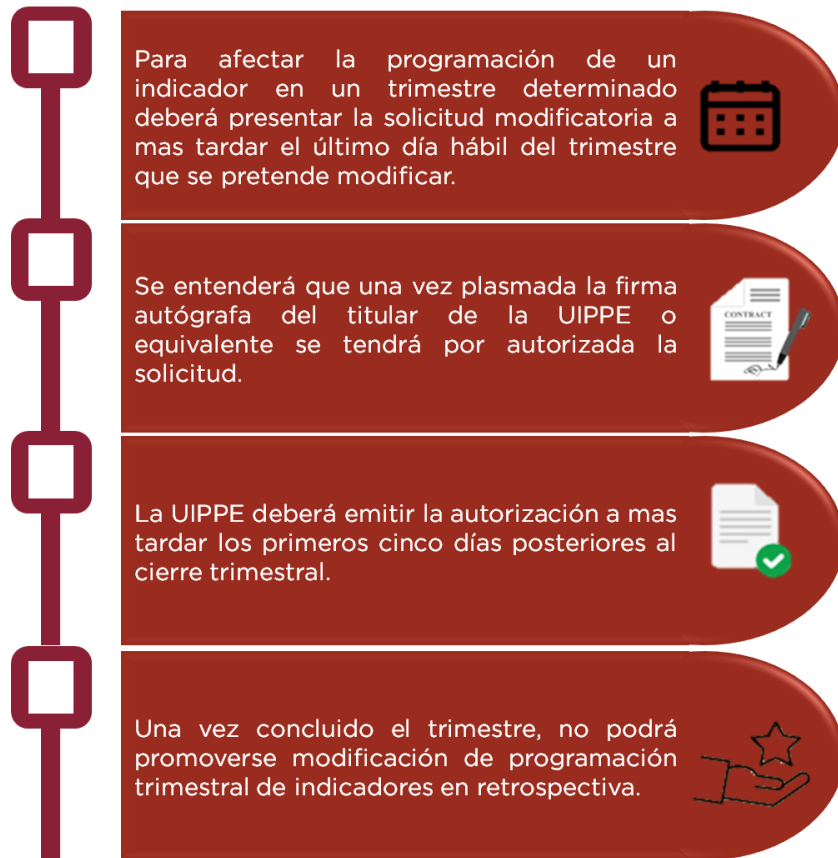 Para afectar la programación de un
indicador en un trimestre determinado
deberá presentar la solicitud modificatoria a
mas tardar el último día hábil del trimestre
que se pretende modificar.
Se entenderá que una vez plasmada la firma
autógrafa del titular de la UIPPE o
equivalente se tendrá por autorizada la
solicitud.
CONTRACT
La UIPPE deberá emitir la autorización a mas
tardar los primeros cinco días posteriores al
cierre trimestral.
Una vez concluido el trimestre, no podrá
promoverse modificación de programación
trimestral de indicadores en retrospectiva.